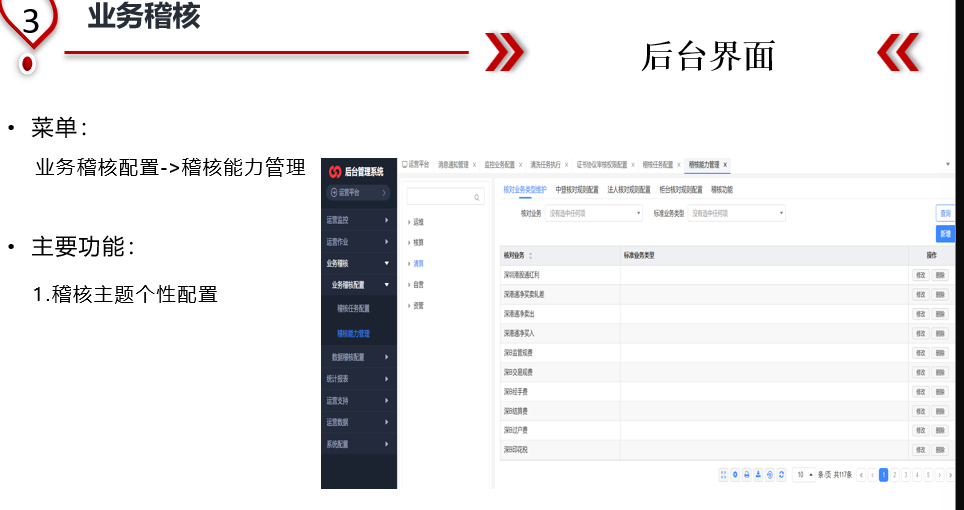 3
业务稽核
后台界面
• 菜单：
业务稽核配置->稽核能力管理
• 主要功能：
1.稽核主题个性配置
后台管理系统
运营平台
运营监控
运营作业
业务稽核
业务稽核配置
稽核任务配置
稽核能力管理
数据稽核配置
统计报表
运营支持
运营数据
系统配置
运营平台 消息通知管理 x 监控业务配置 x 清洗任务执行 x 证书协议审核权限配置 x 稽核任务配置 x 稽核能力管理 x
运维
核算
清算
自营
资管
核对业务类型维护 中登核对规则配置 法人核对规则配置 柜台核对规则配置 稽核功能
核对业务 没有选中任何项 标准业务类型 没有选中任何项 查询
新增
核对业务 标准业务类型 操作
深圳港股通红利 修改 删除
深港通净买卖轧差 修改 删除
深港通净卖出 修改 删除
深港通净买入 修改 删除
深B监管规费 修改 删除
深B交易规费 修改 删除
深B经手费 修改 删除
深B结算费 修改 删除
深B过户费 修改 删除
深B印花税 修改 删除
10 条/页 共117条 1 2 3 4 5